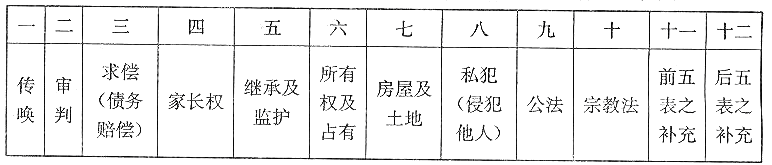 一 二 三 四 五 六 七 八 九 十 十一 十二
传唤
审判
求偿
（债务
赔偿）
家长权
继承及
监护
所有
权及
占有
房屋及
土地
私犯
（侵犯
他人）
公法
宗教法
前五
表之
补充
后五
表之
补充